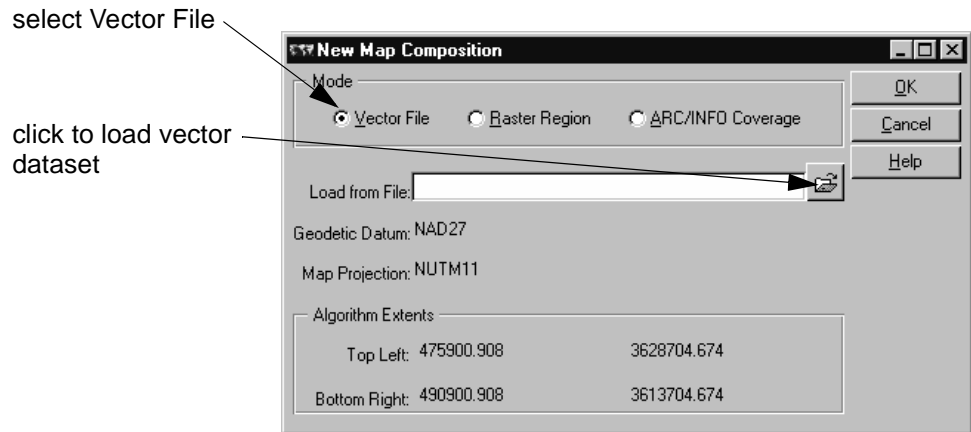 select Vector File
New Map Composition
Mode
Vector File Raster Region ARC/INFO Coverage
OK
Cancel
Help
click to load vector
dataset
Load from File:
Geodetic Datum: NAD27
Map Projection: NUTM11
Algorithm Extents
Top Left: 475900.908 3628704.674
Bottom Right: 490900.908 3613704.674